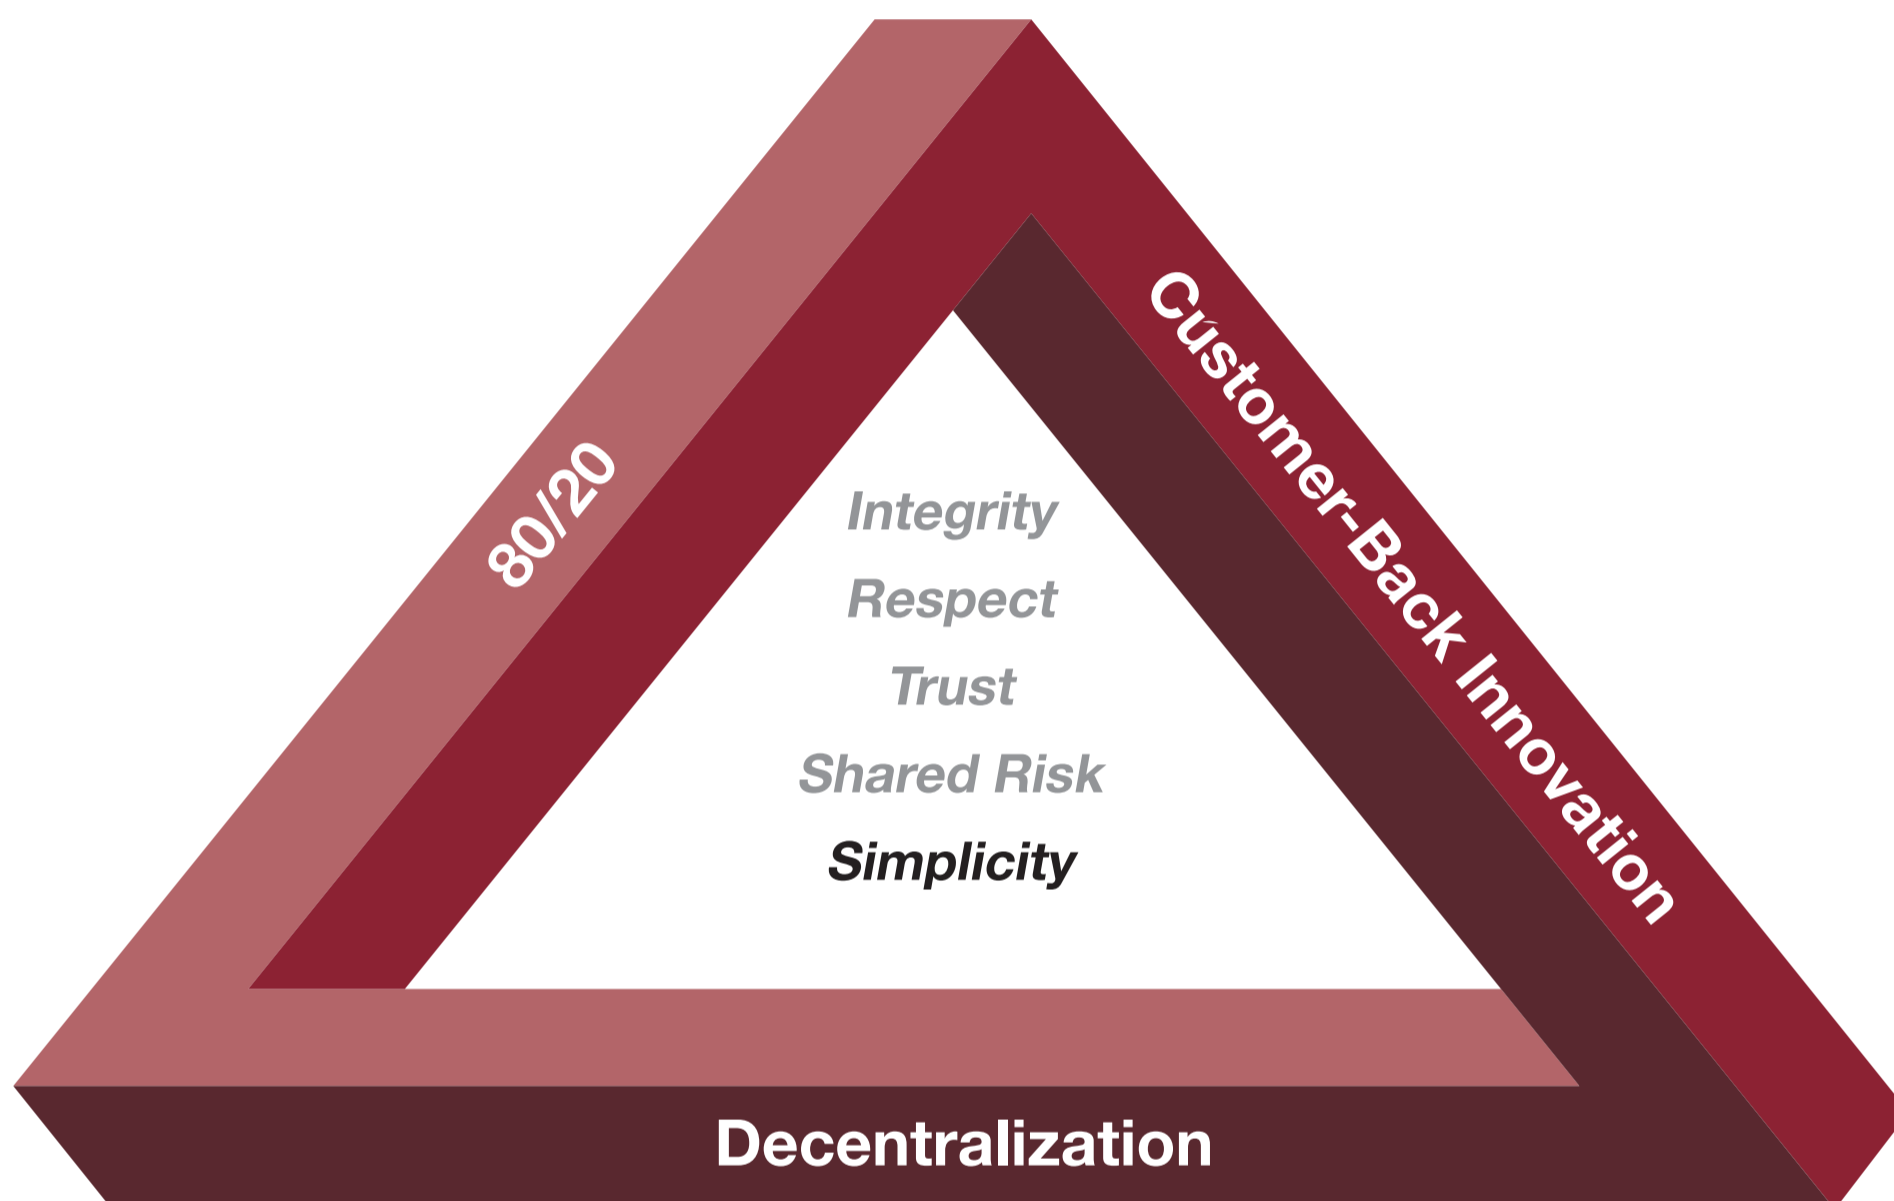 80/20
Customer-Back Innovation
Integrity
Respect
Trust
Shared Risk
Simplicity
Decentralization